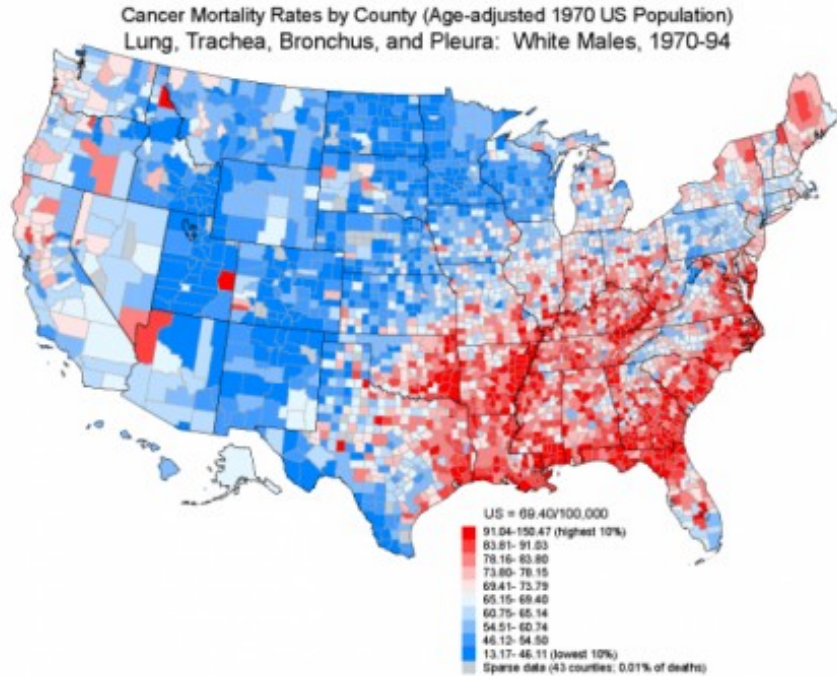 Cancer Mortality Rates by County (Age-adjusted 1970 US Population)
Lung, Trachea, Bronchus, and Pleura: White Males, 1970-94
US = 69.40/100,000
91.04-150.47 (highest 10%)
83.81- 91.03
78.16- 83.80
73.80- 78.15
69.41- 73.79
65.15- 69.40
60.75- 65.14
54.51- 60.74
46.12- 54.50
13.17- 46.11 (lowest 10%)
Sparse data (43 counties; 0.01% of deaths)